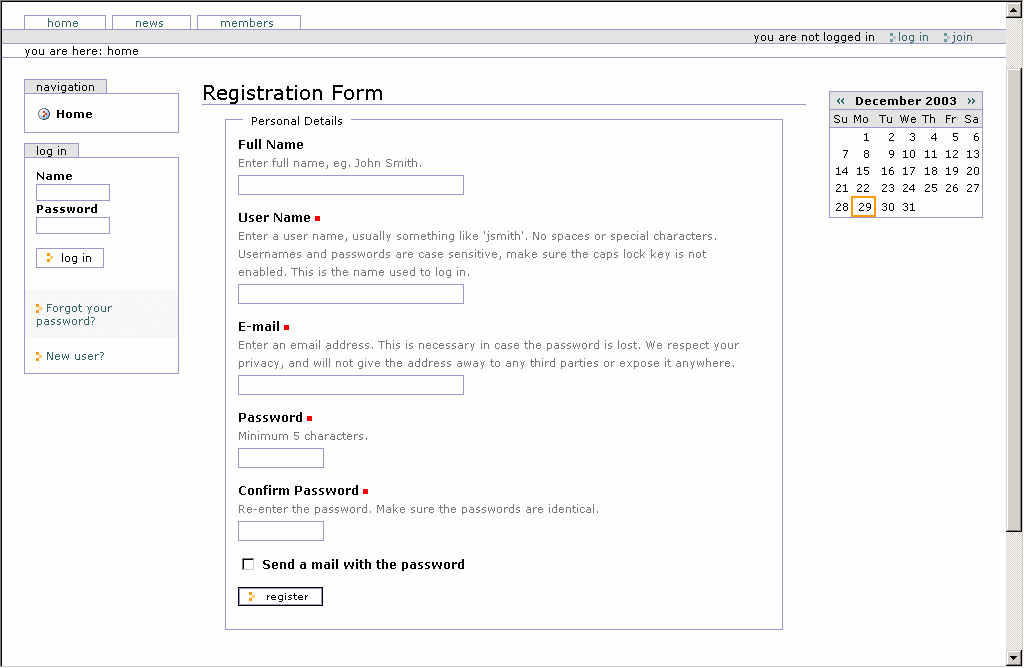 home news members
you are not logged in log in join
you are here: home
navigation
Home
log in
Name
Password
log in
Forgot your
password?
New user?
Registration Form
Personal Details
Full Name
Enter full name, eg. John Smith.
User Name
Enter a user name, usually something like 'jsmith'. No spaces or special characters.
Usernames and passwords are case sensitive, make sure the caps lock key is not
enabled. This is the name used to log in.
E-mail
Enter an email address. This is necessary in case the password is lost. We respect your
privacy, and will not give the address away to any third parties or expose it anywhere.
Password
Minimum 5 characters.
Confirm Password
Re-enter the password. Make sure the passwords are identical.
Send a mail with the password
register
« December 2003 »
Su Mo Tu We Th Fr Sa
1 2 3 4 5 6
7 8 9 10 11 12 13
14 15 16 17 18 19 20
21 22 23 24 25 26 27
28 29 30 31